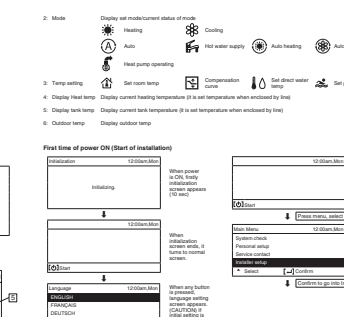 2: Mode
Display set mode/current status of mode
Heating
Cooling
A Auto
Hot water supply
Auto heating
A Auto
Heat pump operating
3: Temp setting
Set room temp
Compensation curve
Set direct water temp
Set
4: Display Heat temp Display current heating temperature (it is set temperature when enclosed by line)
5: Display tank temp Display current tank temperature (it is set temperature when enclosed by line)
6: Outdoor temp Display outdoor temp
First time of power ON (Start of installation)
Initialization 12:00am,Mon
Initializing.
When power
is ON, firstly
initialization
screen appears
(10 sec)
12:00am,Mon
Start
When
initialization
screen ends, it
turns to normal
screen.
Language 12:00am,Mon
ENGLISH
FRANÇAIS
DEUTSCH
When any button
is pressed,
language setting
screen appears.
(CAUTION) If
initial setting is
5
12:00am,Mon
Start
Press menu, select
Main Menu 12:00am,Mon
System check
Personal setup
Service contact
Installer setup
Select Confirm
Confirm to go into